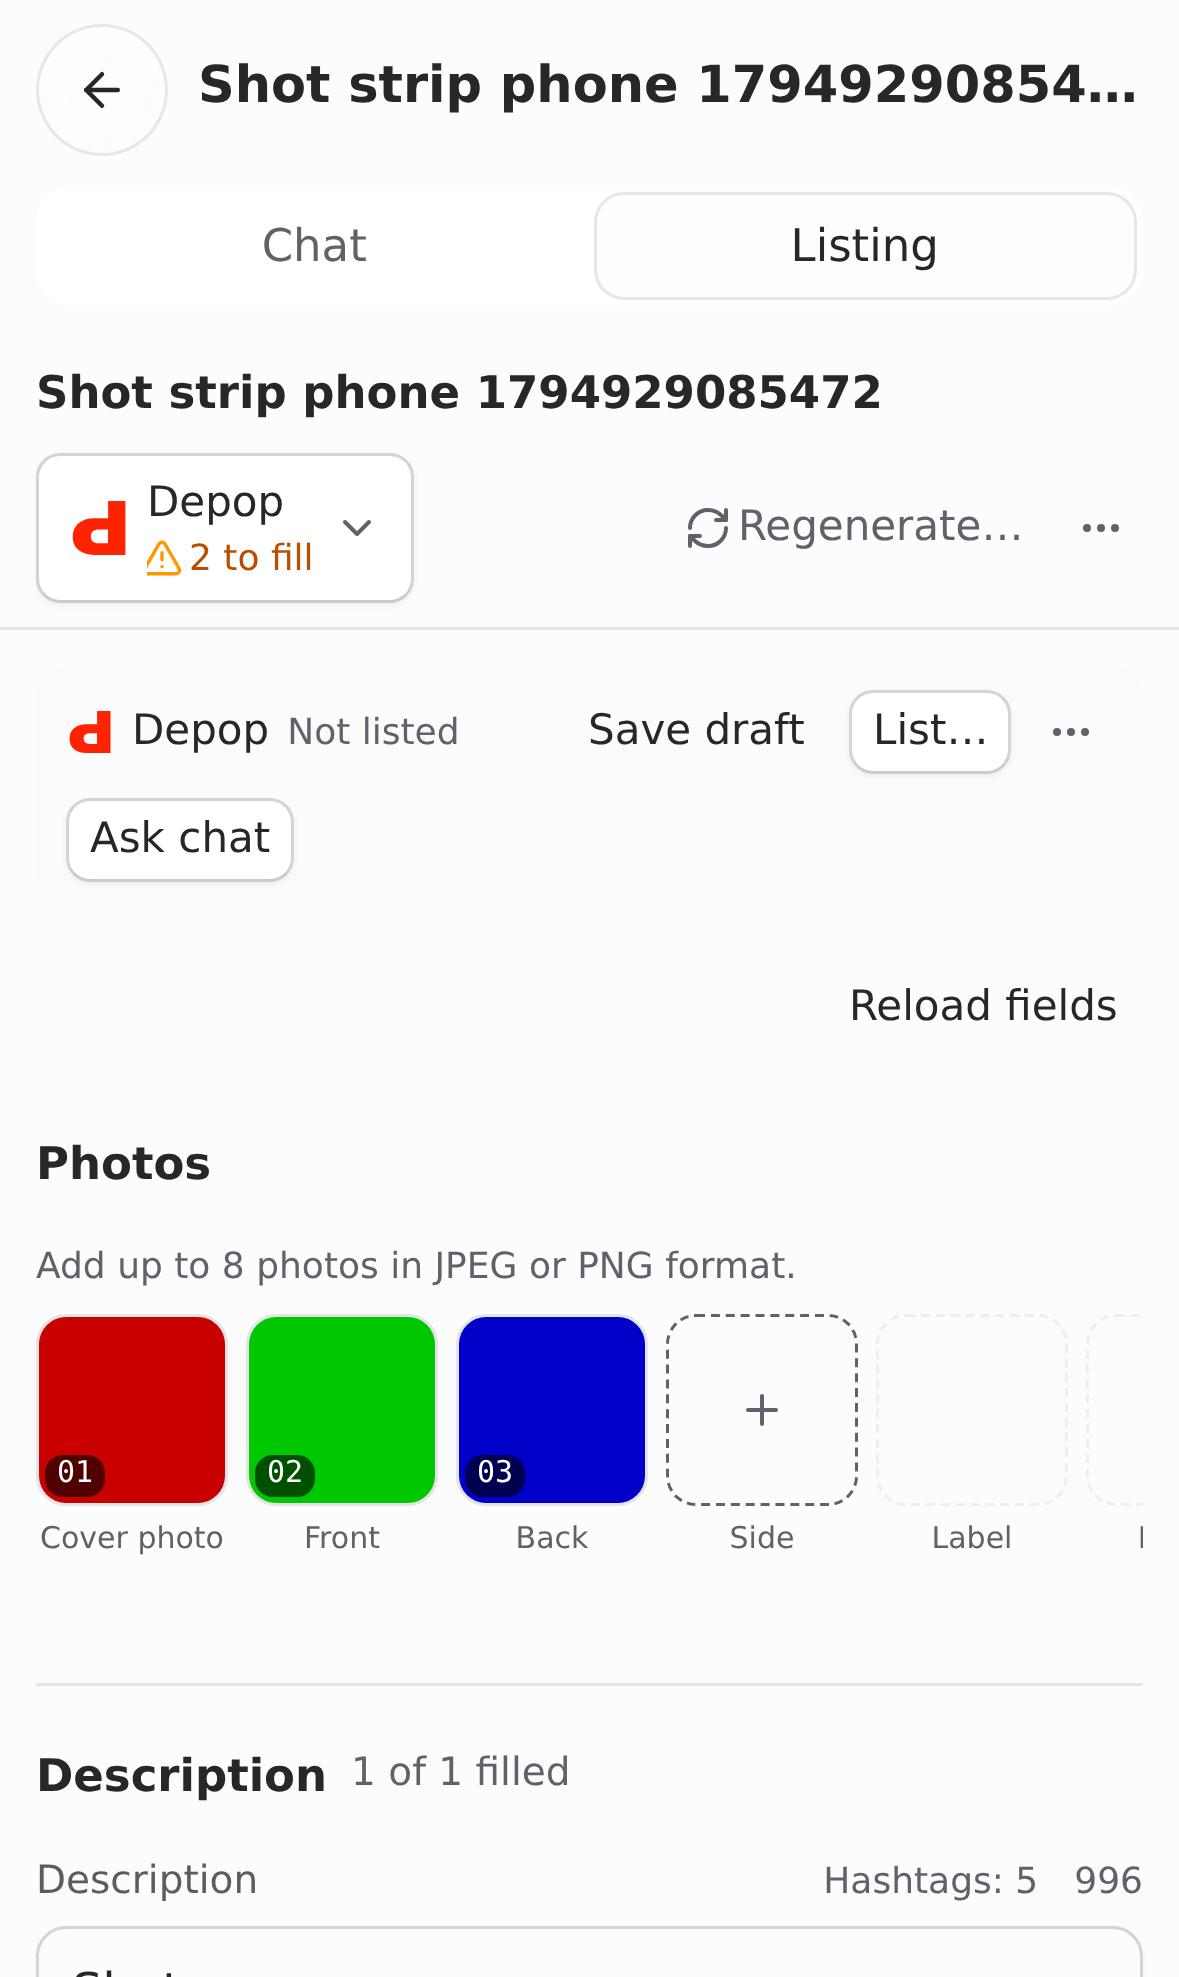 Shot strip phone 17949290854...
Chat
Listing
Shot strip phone 1794929085472
Depop
2 to fill
Regenerate...
Depop Not listed
Save draft
List...
Ask chat
Reload fields
Photos
Add up to 8 photos in JPEG or PNG format.
01
02
03
Cover photo
Front
Back
Side
Label
Description 1 of 1 filled
Description
Hashtags: 5 996